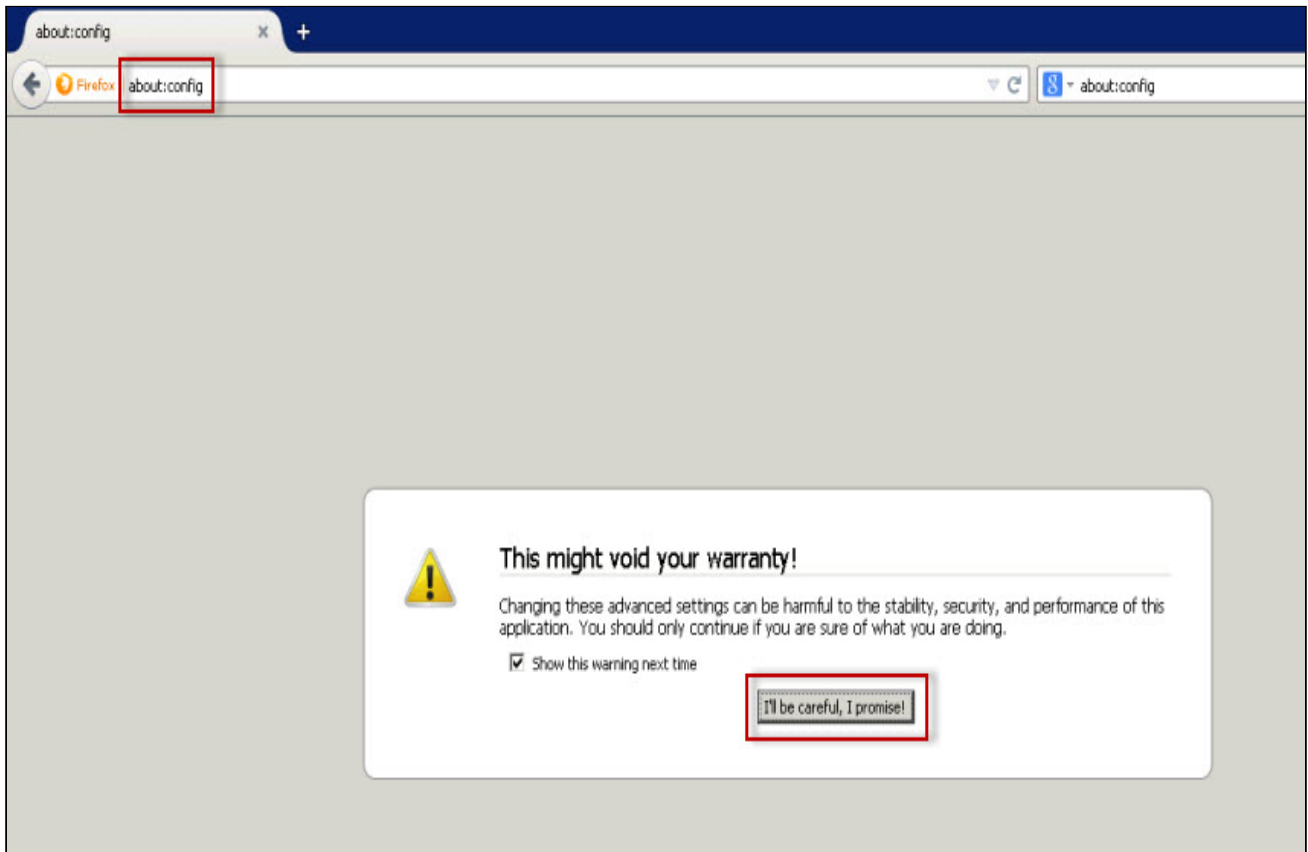 about:config
Firefox about:config
8 about:config
This might void your warranty!
Changing these advanced settings can be harmful to the stability, security, and performance of this
application. You should only continue if you are sure of what you are doing.
Show this warning next time
I'll be careful, I promise!